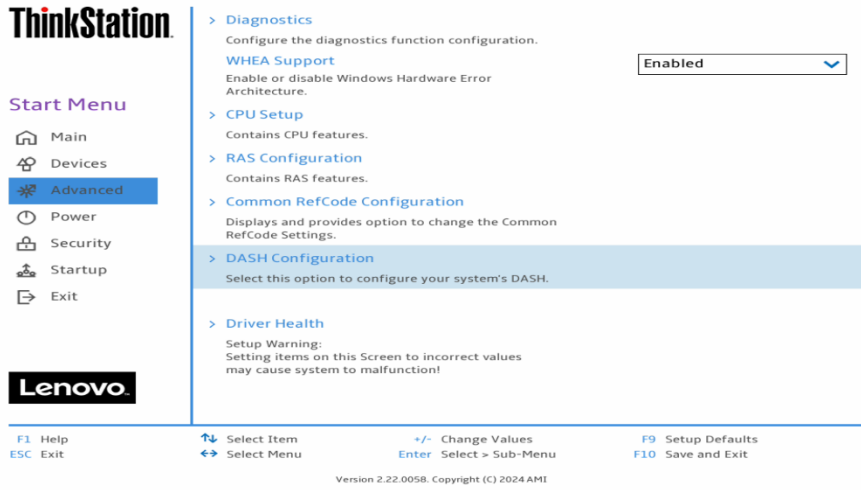 ThinkStation
Start Menu
Main
Devices
Advanced
Power
Security
Startup
Exit
Lenovo
> Diagnostics
Configure the diagnostics function configuration.
WHEA Support
Enabled
Enable or disable Windows Hardware Error
Architecture.
> CPU Setup
Contains CPU features.
> RAS Configuration
Contains RAS features.
> Common RefCode Configuration
Displays and provides option to change the Common
RefCode Settings.
> DASH Configuration
Select this option to configure your system's DASH.
> Driver Health
Setup Warning:
Setting items on this Screen to incorrect values
may cause system to malfunction!
F1 Help
ESC Exit
↑↓ Select Item
↔ Select Menu
+/- Change Values
Enter Select > Sub-Menu
F9 Setup Defaults
F10 Save and Exit
Version 2.22.0058. Copyright (C) 2024 AMI